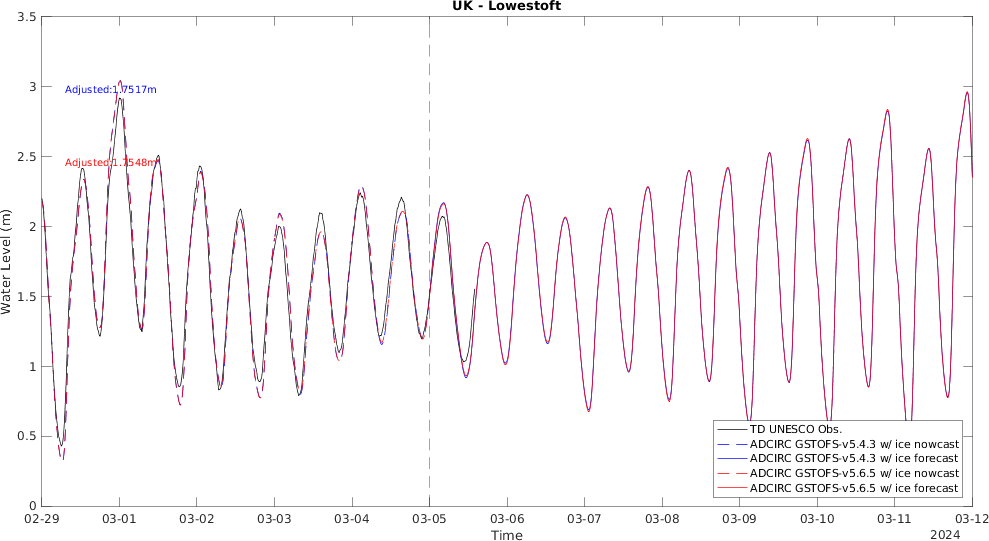 UK - Lowestoft
3.5
3
2.5
2
1.5
1
0.5
0
Water Level (m)
Adjusted:1.7517m
Adjusted:1.7548m
TD UNESCO Obs.
ADCIRC GSTOFS-v5.4.3 w/ ice nowcast
ADCIRC GSTOFS-v5.4.3 w/ ice forecast
ADCIRC GSTOFS-v5.6.5 w/ ice nowcast
ADCIRC GSTOFS-v5.6.5 w/ ice forecast
02-29 03-01 03-02 03-03 03-04 03-05 03-06 03-07 03-08 03-09 03-10 03-11 03-12
Time
2024